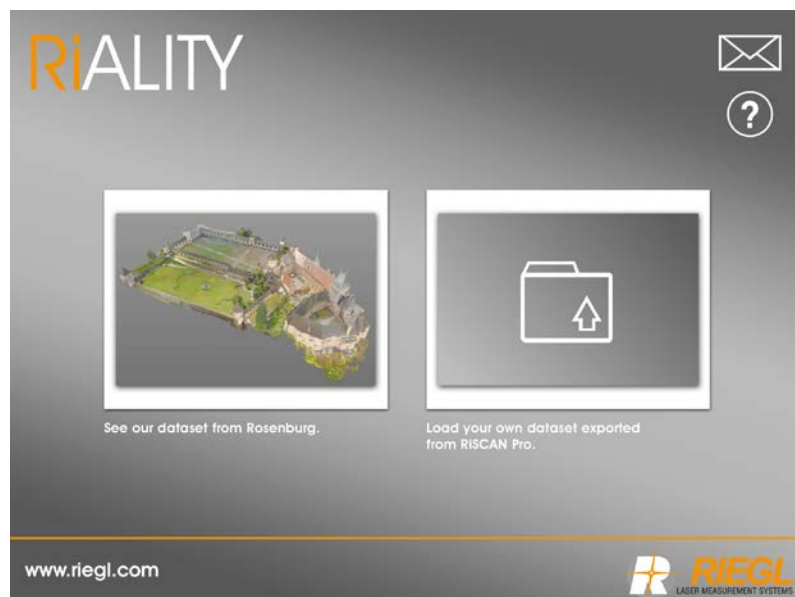 RiALITY
?
See our dataset from Rosenburg.
Load your own dataset exported
from RISCAN Pro.
www.riegl.com
R RIEGL
LASER MEASUREMENT SYSTEMS